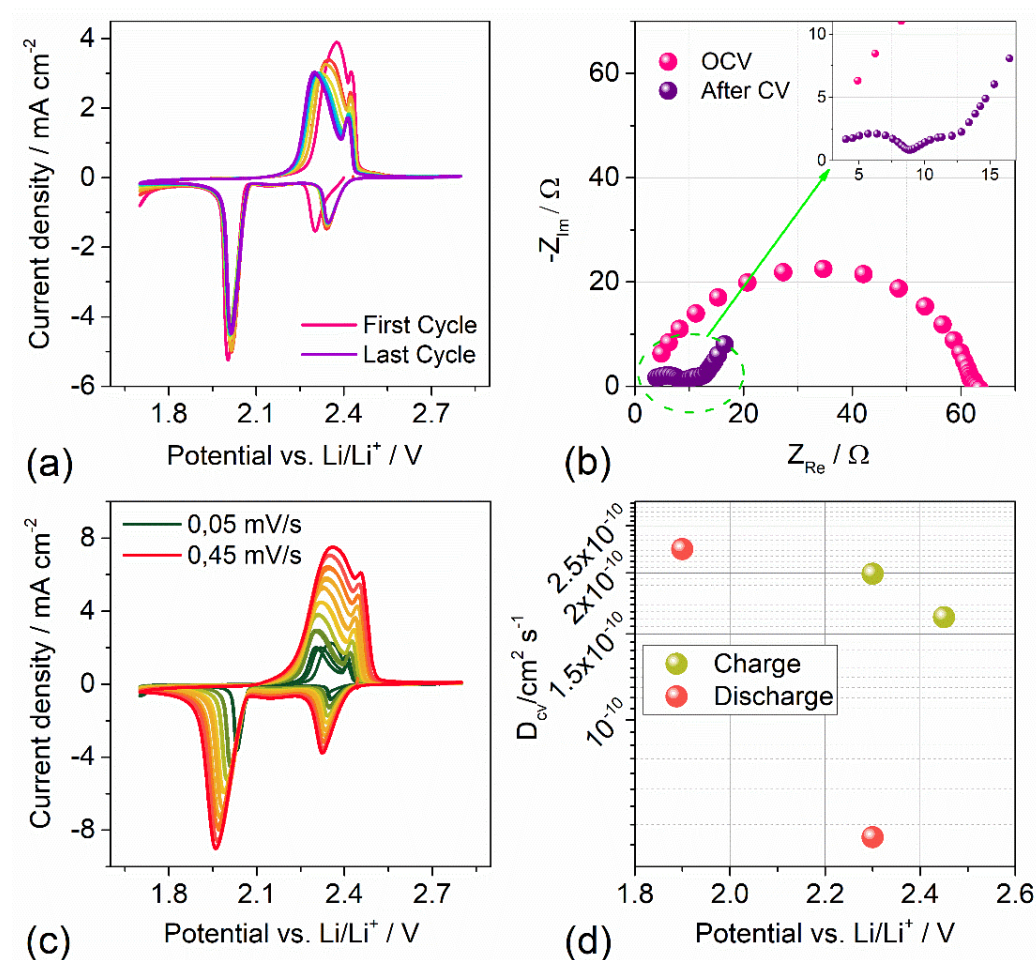 4
2
0
-2
-4
-6
1.8
2.1
2.4
2.7
Current density / mA cm⁻²
Potential vs. Li/Li⁺ / V
First Cycle
Last Cycle
(a)
60
40
20
0
0
20
40
60
-Z_Im / Ω
Z_Re / Ω
OCV
After CV
10
5
0
5
10
15
(b)
8
4
0
-4
-8
1.8
2.1
2.4
2.7
Current density / mA cm⁻²
Potential vs. Li/Li⁺ / V
0,05 mV/s
0,45 mV/s
(c)
2.5x10⁻¹⁰
2x10⁻¹⁰
1.5x10⁻¹⁰
10⁻¹⁰
1.8
2.0
2.2
2.4
2.6
D_cv/cm² s⁻¹
Potential vs. Li/Li⁺ / V
Charge
Discharge
(d)